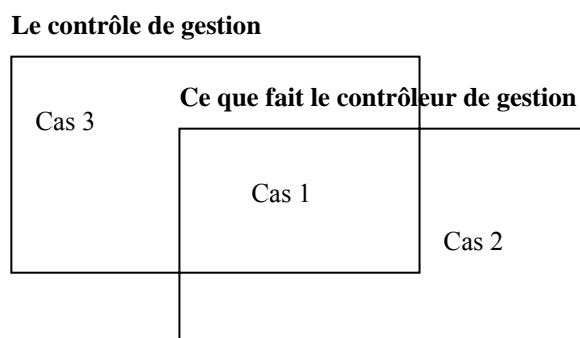 Le contrôle de gestion
Ce que fait le contrôleur de gestion
Cas 3
Cas 1
Cas 2